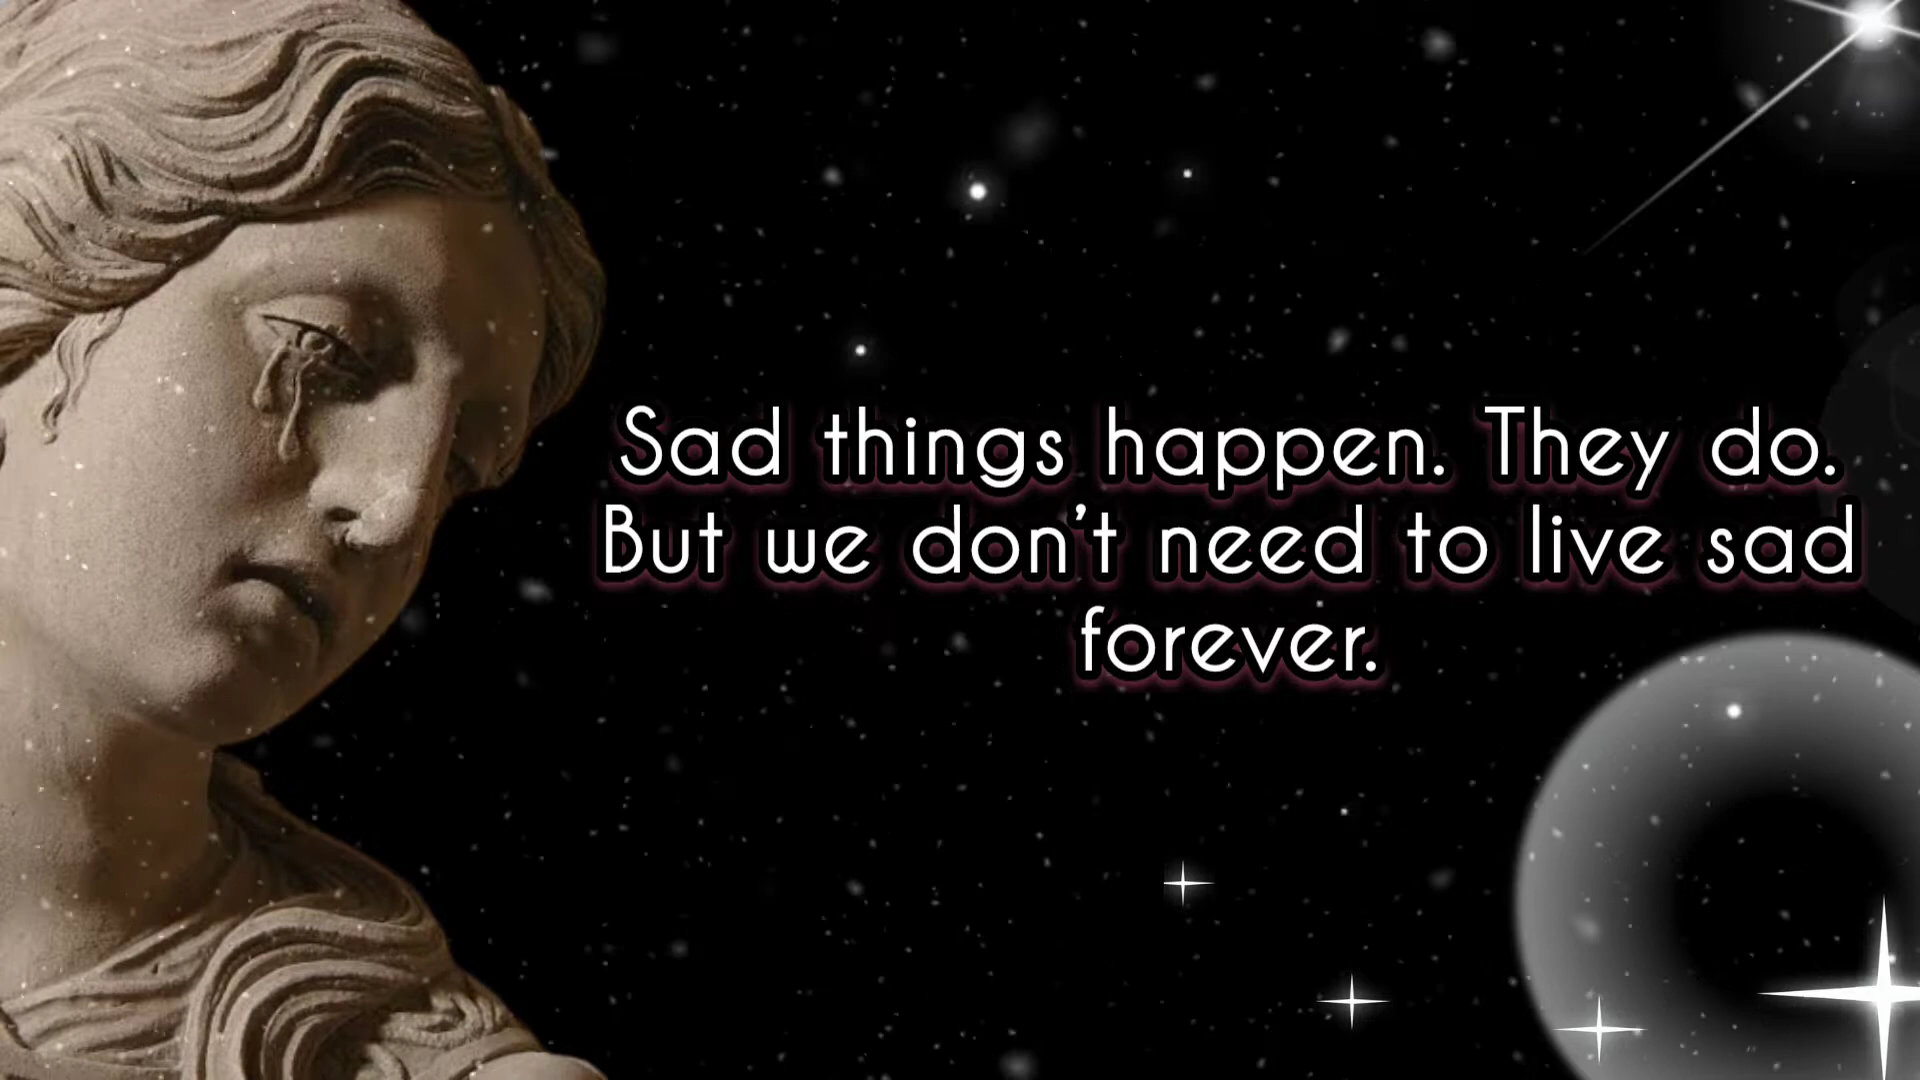 Sad things happen. They do.
But we don’t need to live sad
forever.